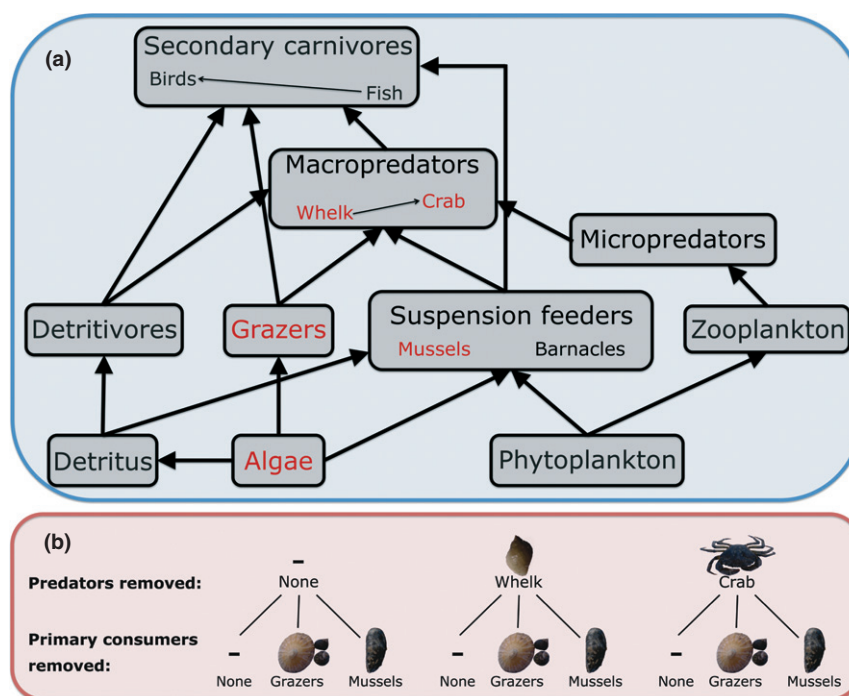 (a)
Secondary carnivores
Birds
Fish
Macropredators
Whelk
Crab
Micropredators
Detritivores
Grazers
Suspension feeders
Mussels Barnacles
Zooplankton
Detritus
Algae
Phytoplankton
(b)
Predators removed:
–
None
Whelk
Crab
Primary consumers
removed:
–
None Grazers Mussels
–
None Grazers Mussels
–
None Grazers Mussels